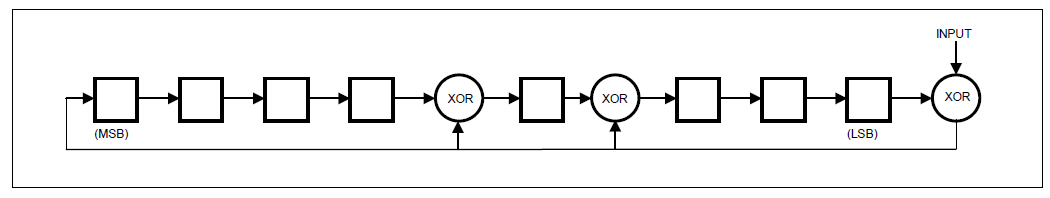 INPUT
XOR
XOR
XOR
(MSB)
(LSB)